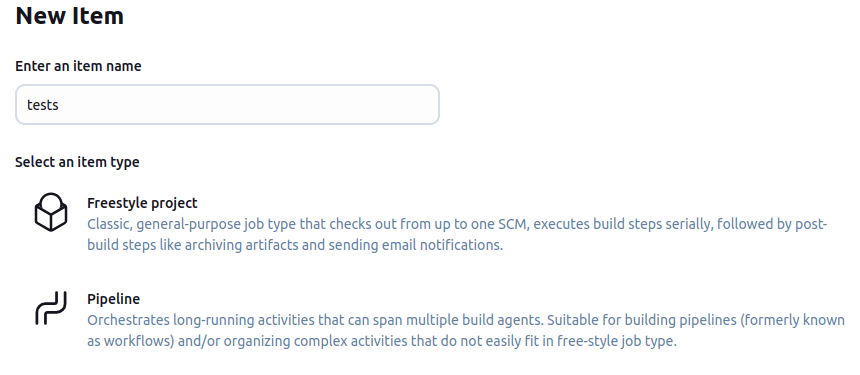 New Item
Enter an item name
tests
Select an item type
Freestyle project
Classic, general-purpose job type that checks out from up to one SCM, executes build steps serially, followed by post-
build steps like archiving artifacts and sending email notifications.
Pipeline
Orchestrates long-running activities that can span multiple build agents. Suitable for building pipelines (formerly known
as workflows) and/or organizing complex activities that do not easily fit in free-style job type.